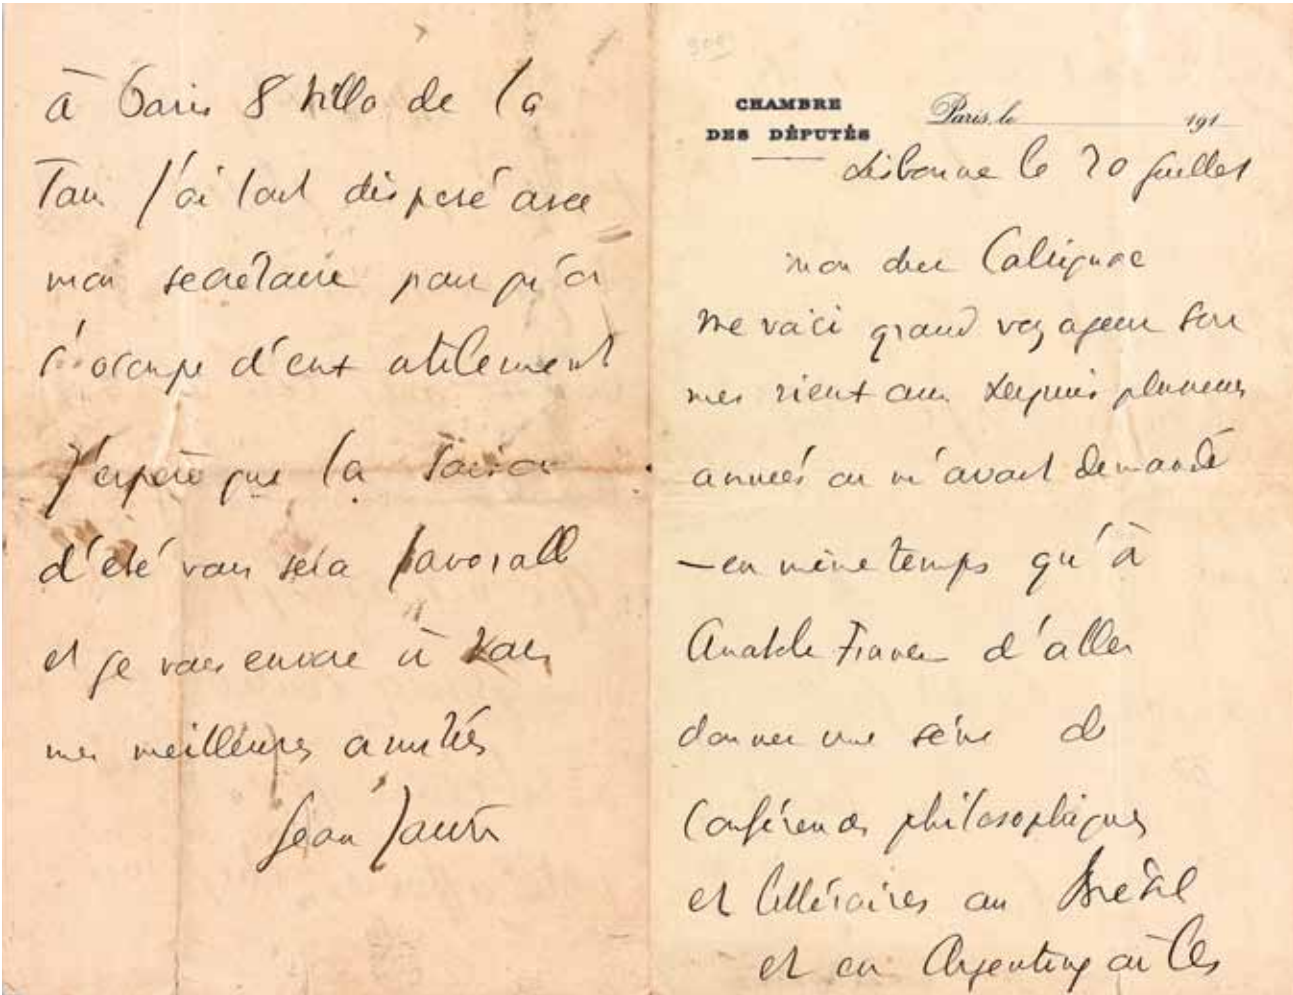 CHAMBRE
DES DÉPUTÉS
Paris, le 191
Lisbonne le 20 juillet
mon cher Calvignac
me voici grand voyageur sur
mes vieux ans Depuis plusieurs
années on m'avait demandé
— en même temps qu'à
Anatole France d'aller
donner une série de
conférences philosophiques
et littéraires au Brésil
et en Argentine où les
à Paris 8 villa de la
Tour j'ai tout disposé avec
mon secrétaire pour qu'on
s'occupe d'eux utilement
J'espère que la saison
d'été vous sera favorable
et je vous envoie à tous
mes meilleures amitiés
Jean Jaurès